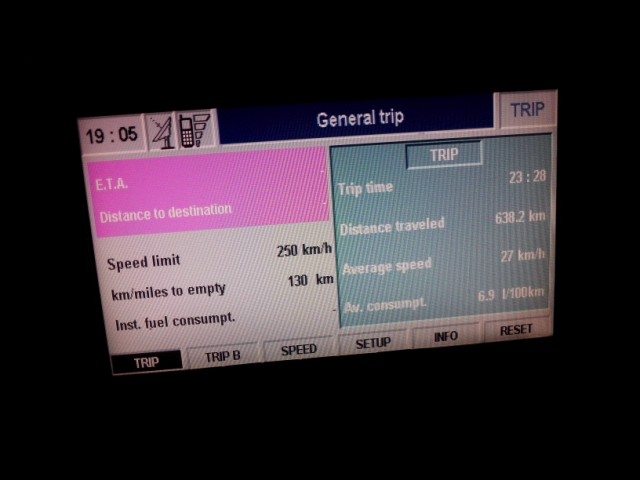 19 : 05
General trip
TRIP
E.T.A. -
Distance to destination -
Speed limit 250 km/h
km/miles to empty 130 km
Inst. fuel consumpt. -
TRIP
Trip time 23 : 28
Distance traveled 638.2 km
Average speed 27 km/h
Av. consumpt. 6.9 l/100km
TRIP
TRIP B
SPEED
SETUP
INFO
RESET